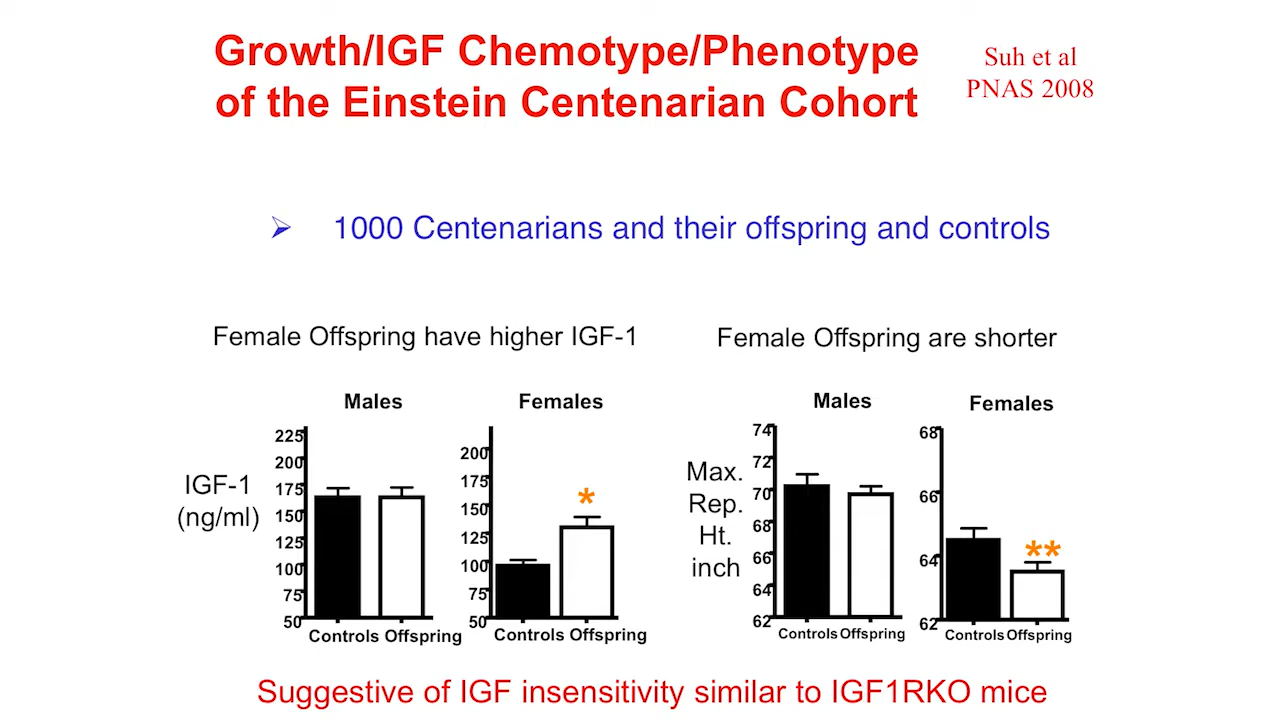 Growth/IGF Chemotype/Phenotype
of the Einstein Centenarian Cohort
Suh et al
PNAS 2008
➢ 1000 Centenarians and their offspring and controls
Female Offspring have higher IGF-1
Males
Females
IGF-1
(ng/ml)
225
200
175
150
125
100
75
50
Controls Offspring
200
175
150
125
100
75
50
Controls Offspring
*
Female Offspring are shorter
Males
Females
Max.
Rep.
Ht.
inch
74
72
70
68
66
64
62
Controls Offspring
68
66
64
62
Controls Offspring
**
Suggestive of IGF insensitivity similar to IGF1RKO mice